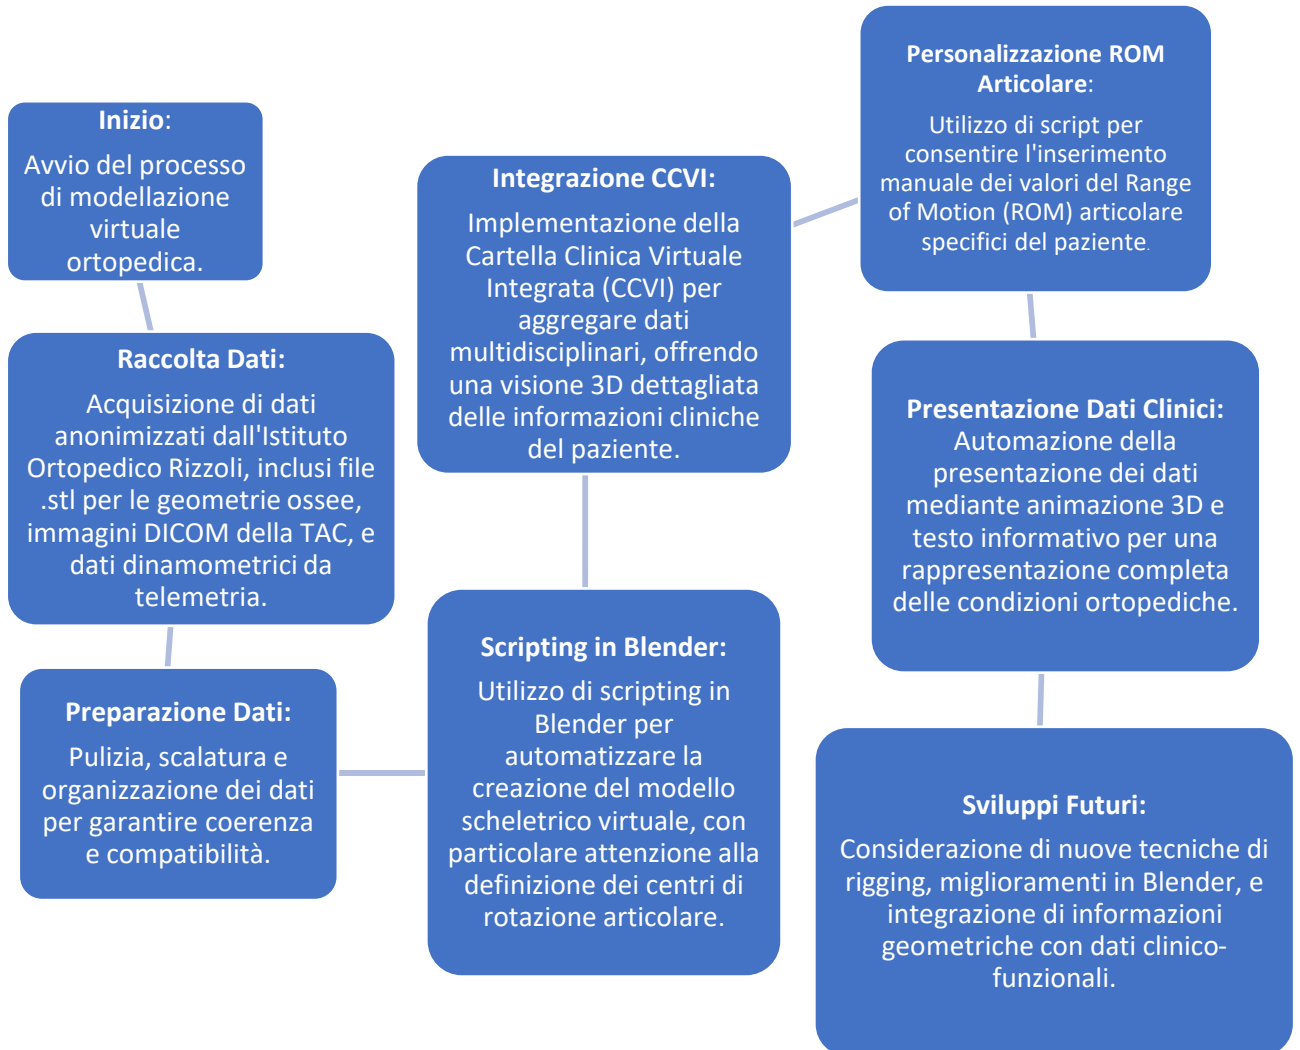 Inizio:
Avvio del processo
di modellazione
virtuale
ortopedica.
Raccolta Dati:
Acquisizione di dati
anonimizzati dall'Istituto
Ortopedico Rizzoli, inclusi file
.stl per le geometrie ossee,
immagini DICOM della TAC, e
dati dinamometrici da
telemetria.
Preparazione Dati:
Pulizia, scalatura e
organizzazione dei dati
per garantire coerenza
e compatibilità.
Scripting in Blender:
Utilizzo di scripting in
Blender per
automatizzare la
creazione del modello
scheletrico virtuale, con
particolare attenzione alla
definizione dei centri di
rotazione articolare.
Integrazione CCVI:
Implementazione della
Cartella Clinica Virtuale
Integrata (CCVI) per
aggregare dati
multidisciplinari, offrendo
una visione 3D dettagliata
delle informazioni cliniche
del paziente.
Personalizzazione ROM
Articolare:
Utilizzo di script per
consentire l'inserimento
manuale dei valori del Range
of Motion (ROM) articolare
specifici del paziente.
Presentazione Dati Clinici:
Automazione della
presentazione dei dati
mediante animazione 3D e
testo informativo per una
rappresentazione completa
delle condizioni ortopediche.
Sviluppi Futuri:
Considerazione di nuove tecniche di
rigging, miglioramenti in Blender, e
integrazione di informazioni
geometriche con dati clinico-
funzionali.